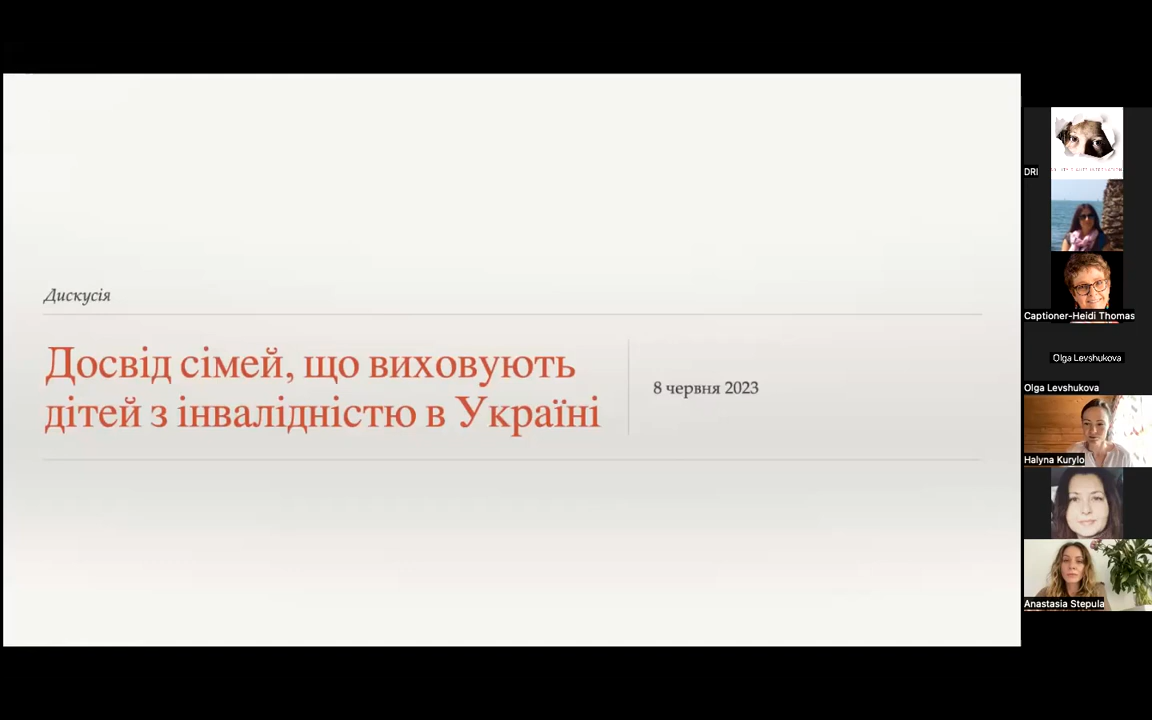 Дискусія
Досвід сімей, що виховують
дітей з інвалідністю в Україні
8 червня 2023
DRI
Captioner-Heidi Thomas
Olga Levshukova
Olga Levshukova
Halyna Kurylo
Anastasia Stepula